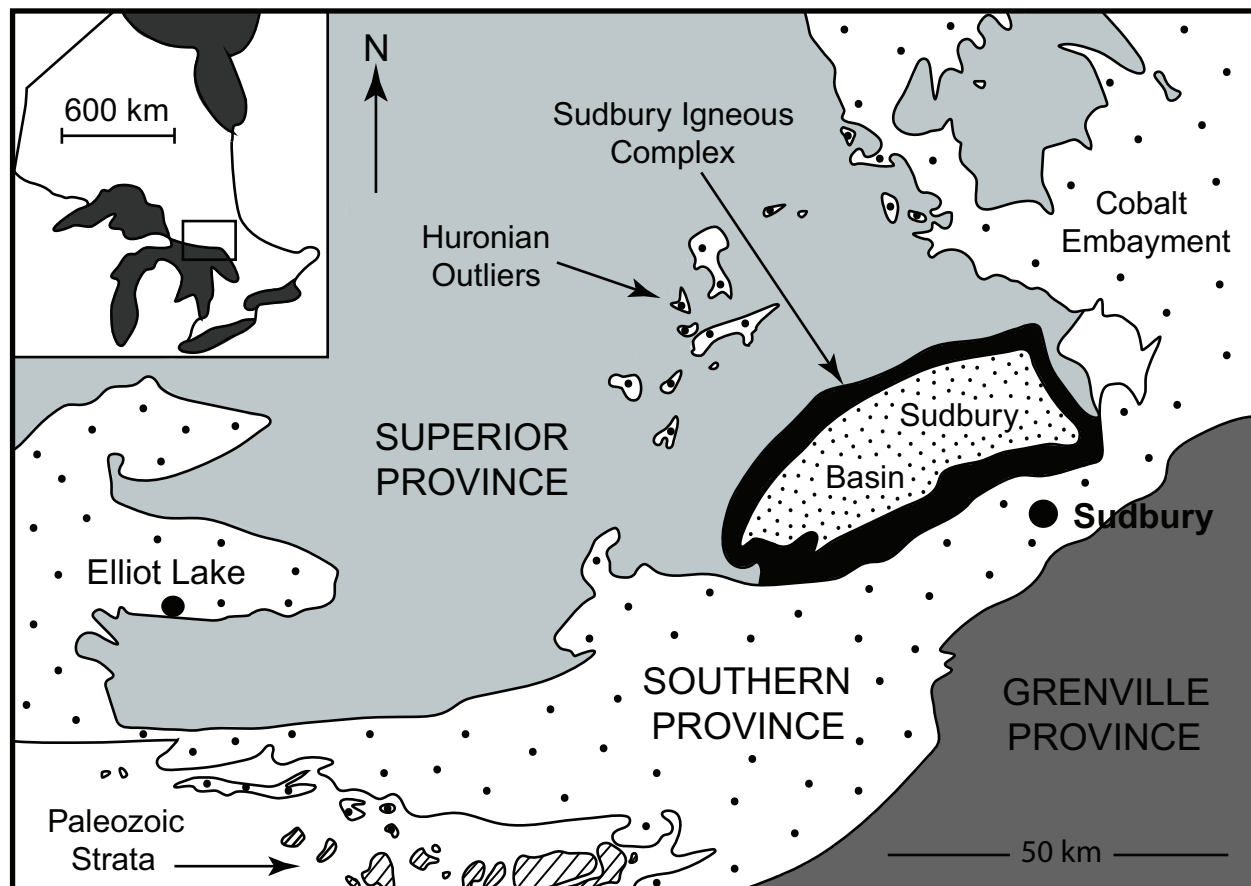 600 km
N
Sudbury Igneous
Complex
Cobalt
Embayment
Huronian
Outliers
SUPERIOR
PROVINCE
Sudbury
Basin
Sudbury
Elliot Lake
SOUTHERN
PROVINCE
GRENVILLE
PROVINCE
Paleozoic
Strata
50 km